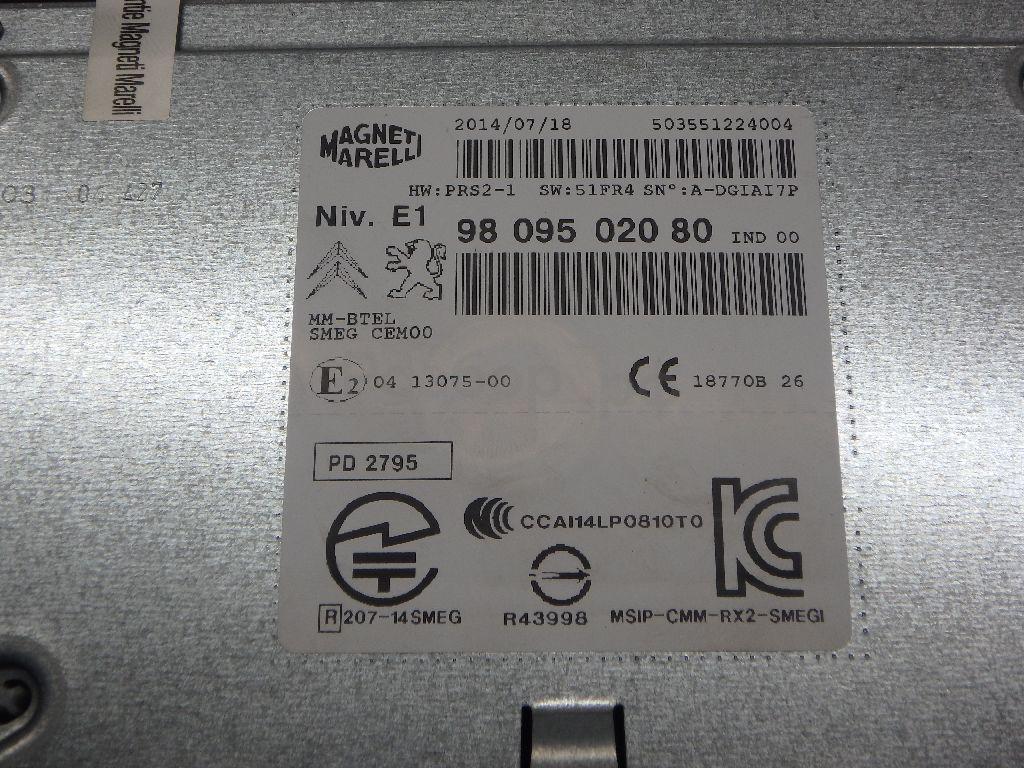 ntie Magneti Marelli
MAGNETI
MARELLI
2014/07/18 503551224004
HW:PRS2-1 SW:51FR4 SN°:A-DGIAI7P
Niv. E1
98 095 020 80 IND 00
MM-BTEL
SMEG CEM00
E2 04 13075-00
CE 18770B 26
PD 2795
CCAI14LP0810T0
R 207-14SMEG
R43998
MSIP-CMM-RX2-SMEGI